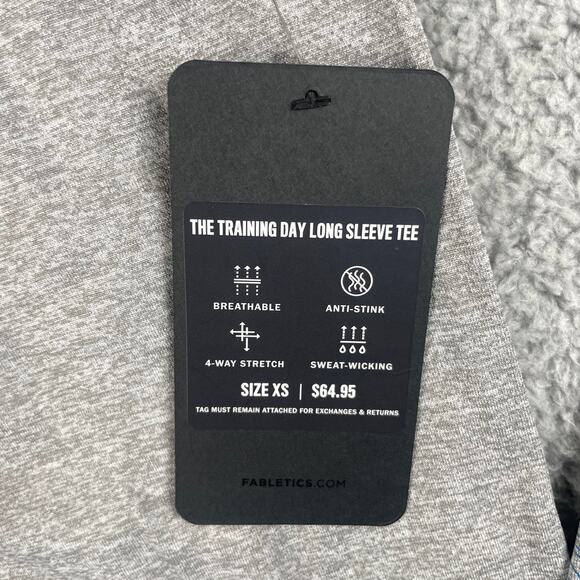 THE TRAINING DAY LONG SLEEVE TEE
BREATHABLE
ANTI-STINK
4-WAY STRETCH
SWEAT-WICKING
SIZE XS | $64.95
TAG MUST REMAIN ATTACHED FOR EXCHANGES & RETURNS
FABLETICS.COM